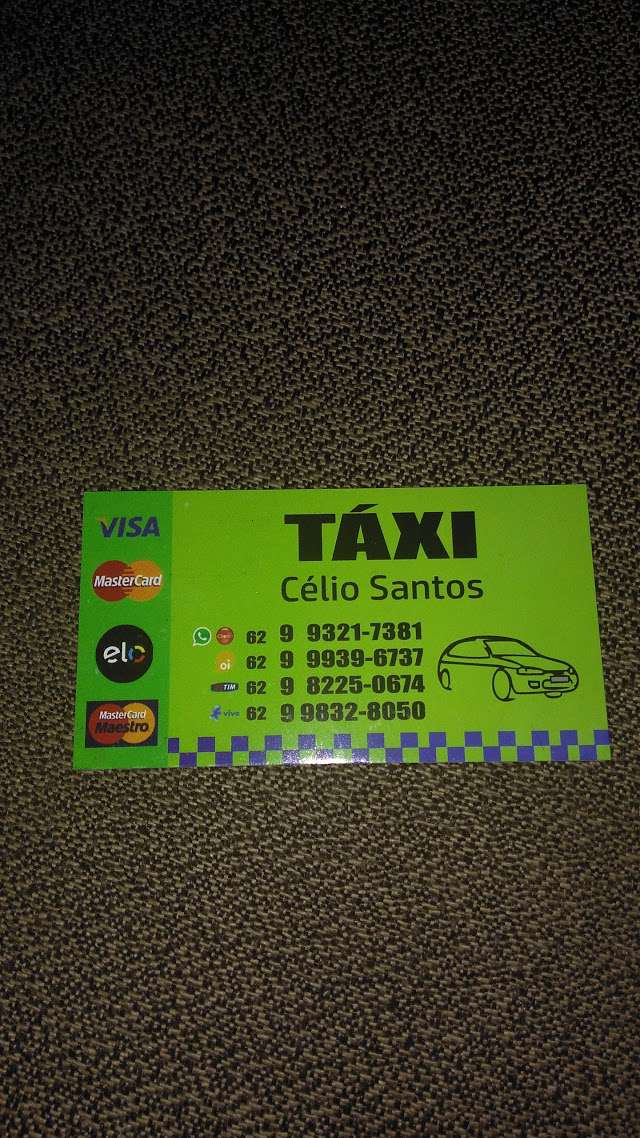 TÁXI
Célio Santos
VISA
MasterCard
elo
MasterCard
Maestro
Claro 62 9 9321-7381
oi 62 9 9939-6737
TIM 62 9 8225-0674
vivo 62 9 9832-8050